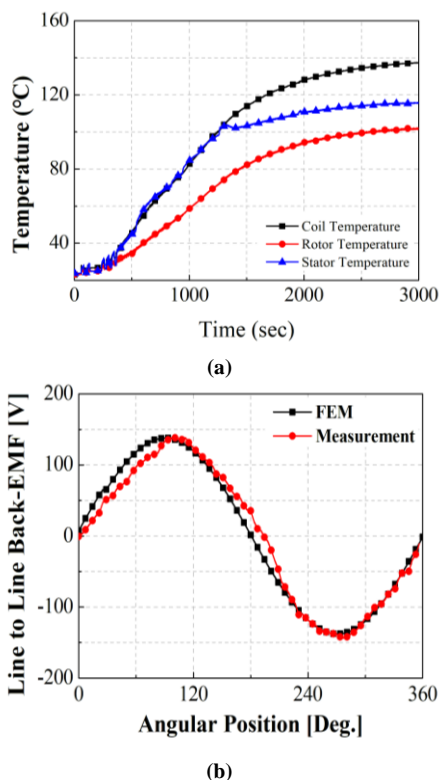 160
120
80
40
Temperature (℃)
Coil Temperature
Rotor Temperature
Stator Temperature
0 1000 2000 3000
Time (sec)
(a)
200
100
0
-100
-200
Line to Line Back-EMF [V]
FEM
Measurement
0 120 240 360
Angular Position [Deg.]
(b)